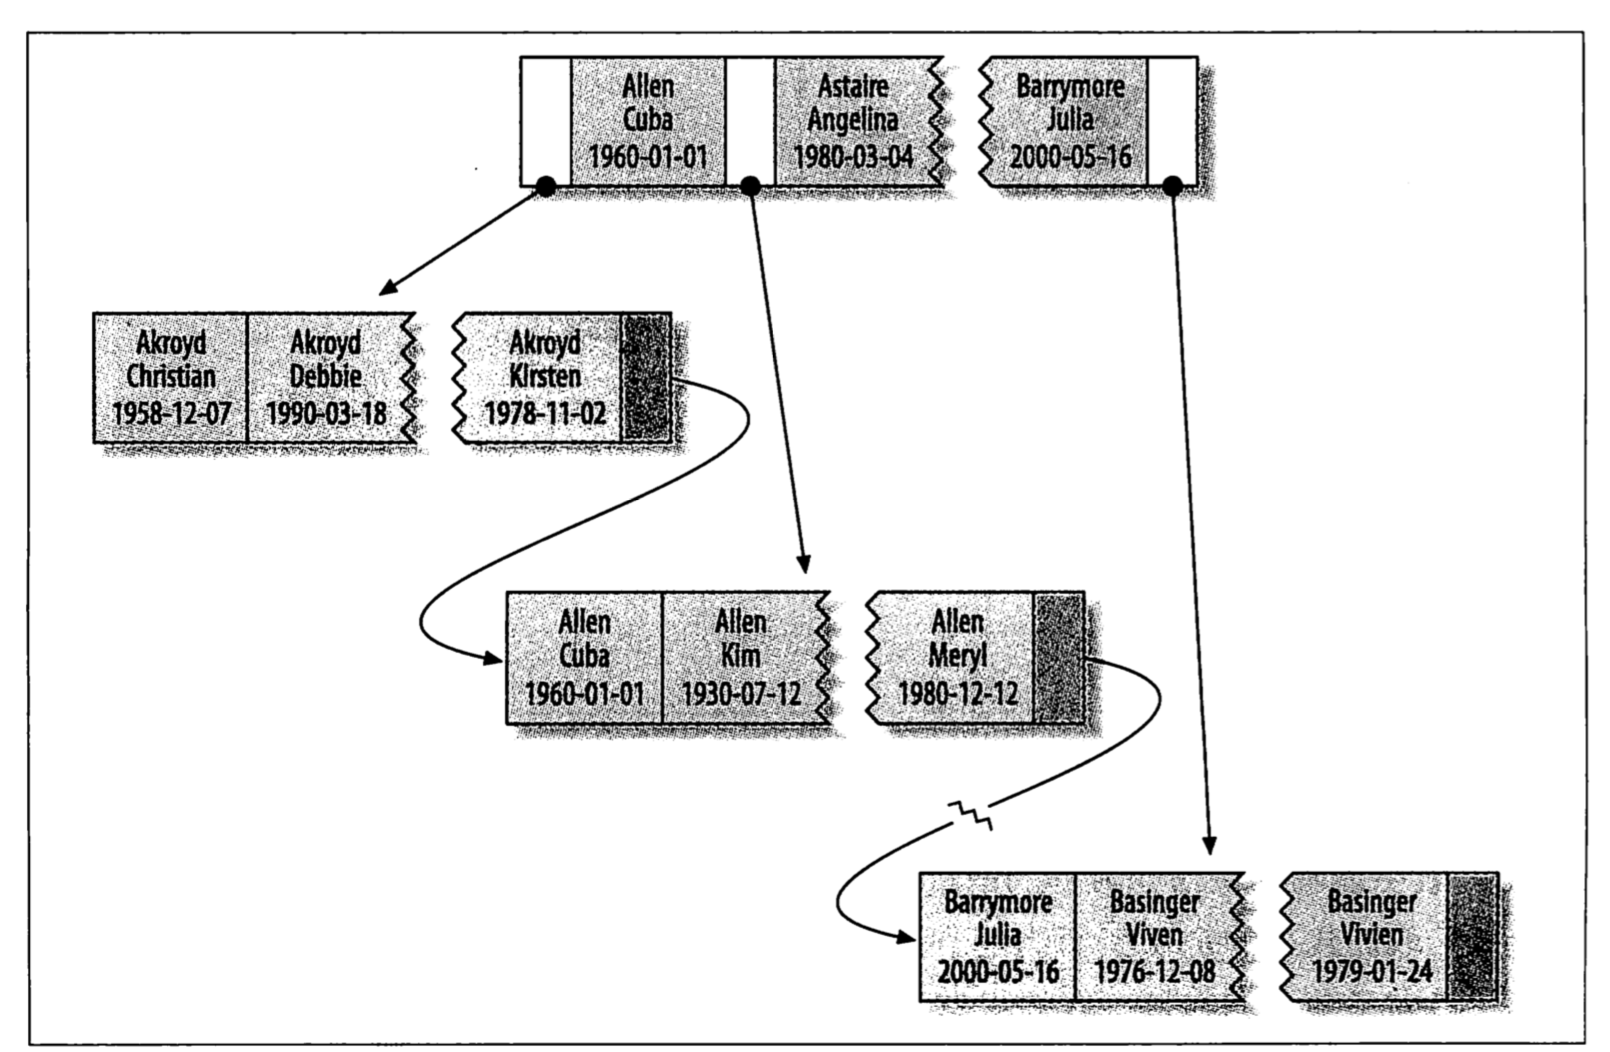 Allen
Cuba
1960-01-01
Astaire
Angelina
1980-03-04
Barrymore
Julia
2000-05-16
Akroyd
Christian
1958-12-07
Akroyd
Debbie
1990-03-18
Akroyd
Kirsten
1978-11-02
Allen
Cuba
1960-01-01
Allen
Kim
1930-07-12
Allen
Meryl
1980-12-12
Barrymore
Julia
2000-05-16
Basinger
Viven
1976-12-08
Basinger
Vivien
1979-01-24